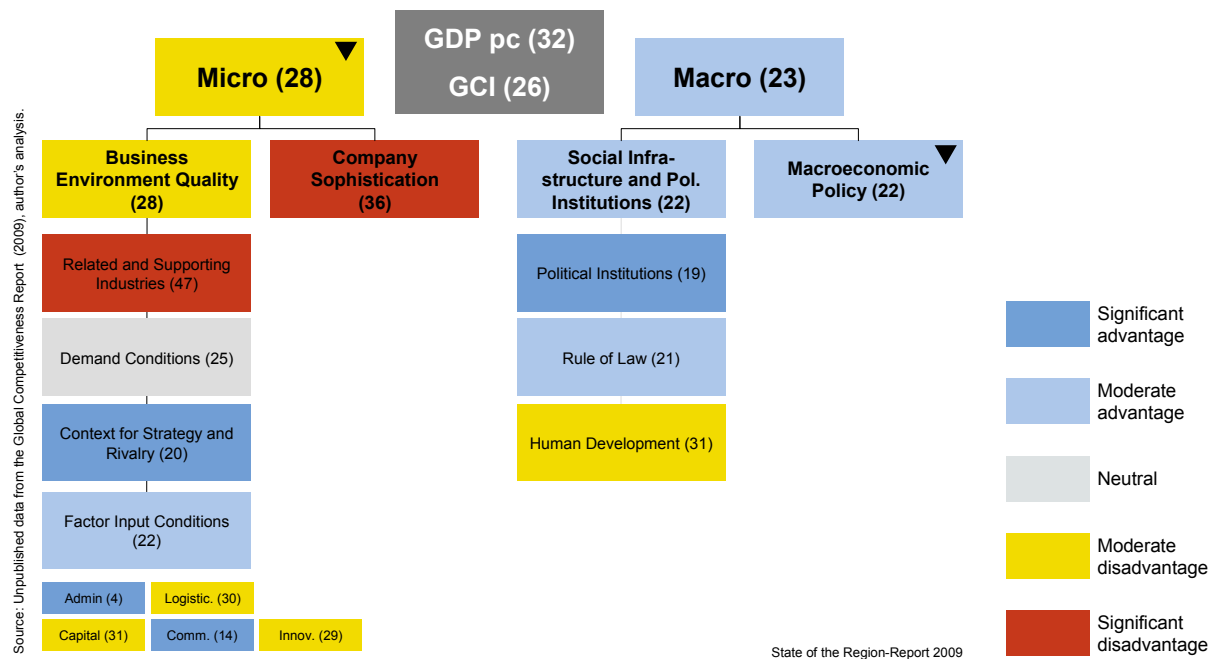 GDP pc (32)
GCI (26)
Micro (28)
Macro (23)
Business
Environment Quality
(28)
Company
Sophistication
(36)
Social Infra-
structure and Pol.
Institutions (22)
Macroeconomic
Policy (22)
Related and Supporting
Industries (47)
Political Institutions (19)
Demand Conditions (25)
Rule of Law (21)
Context for Strategy and
Rivalry (20)
Human Development (31)
Factor Input Conditions
(22)
Admin (4)
Logistic. (30)
Capital (31)
Comm. (14)
Innov. (29)
Significant
advantage
Moderate
advantage
Neutral
Moderate
disadvantage
Significant
disadvantage
State of the Region-Report 2009
Source: Unpublished data from the Global Competitiveness Report (2009), author's analysis.